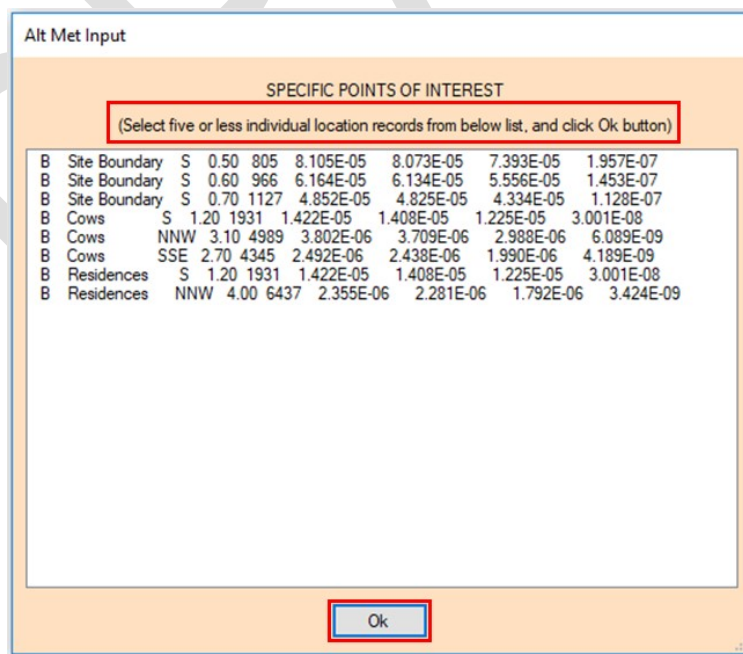 Alt Met Input
SPECIFIC POINTS OF INTEREST
(Select five or less individual location records from below list, and click Ok button)
B Site Boundary S 0.50 805 8.105E-05 8.073E-05 7.393E-05 1.957E-07
B Site Boundary S 0.60 966 6.164E-05 6.134E-05 5.556E-05 1.453E-07
B Site Boundary S 0.70 1127 4.852E-05 4.825E-05 4.334E-05 1.128E-07
B Cows S 1.20 1931 1.422E-05 1.408E-05 1.225E-05 3.001E-08
B Cows NNW 3.10 4989 3.802E-06 3.709E-06 2.988E-06 6.089E-09
B Cows SSE 2.70 4345 2.492E-06 2.438E-06 1.990E-06 4.189E-09
B Residences S 1.20 1931 1.422E-05 1.408E-05 1.225E-05 3.001E-08
B Residences NNW 4.00 6437 2.355E-06 2.281E-06 1.792E-06 3.424E-09
Ok